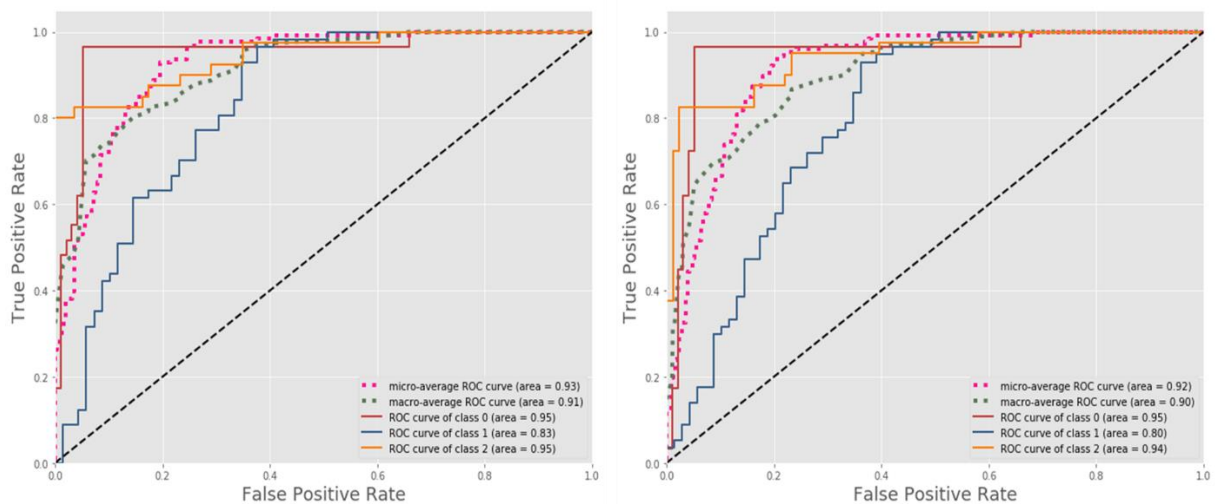 1.0
0.8
0.6
0.4
0.2
0.0
True Positive Rate
0.0 0.2 0.4 0.6 0.8 1.0
False Positive Rate
micro-average ROC curve (area = 0.93)
macro-average ROC curve (area = 0.91)
ROC curve of class 0 (area = 0.95)
ROC curve of class 1 (area = 0.83)
ROC curve of class 2 (area = 0.95)
1.0
0.8
0.6
0.4
0.2
0.0
True Positive Rate
0.0 0.2 0.4 0.6 0.8 1.0
False Positive Rate
micro-average ROC curve (area = 0.92)
macro-average ROC curve (area = 0.90)
ROC curve of class 0 (area = 0.95)
ROC curve of class 1 (area = 0.80)
ROC curve of class 2 (area = 0.94)